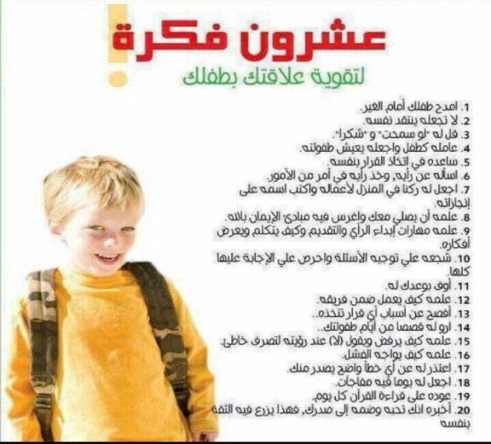 عشرون فكرة !
لتقوية علاقتك بطفلك
1. امدح طفلك أمام الغير.
2. لا تجعله ينتقد نفسه.
3. قل له "لو سمحت" و "شكرا".
4. عامله كطفل واجعله يعيش طفولته.
5. ساعده في اتخاذ القرار بنفسه.
6. اسأله عن رأيه, وخذ رأيه في أمر من الأمور.
7. اجعل له ركنا في المنزل لأعماله واكتب اسمه على
إنجازاته.
8. علمه أن يصلي معك واغرس فيه مبادئ الإيمان بالله.
9. علمه مهارات إبداء الرأي والتقديم وكيف يتكلم ويعرض
أفكاره.
10. شجعه علي توجيه الأسئلة واحرص علي الإجابة عليها
كلها.
11. أوف بوعدك له.
12. علمه كيف يعمل ضمن فريقه.
13. أفصح عن أسباب أي قرار تتخذه..
14. ارو له قصصا من أيام طفولتك..
15. علمه كيف يرفض ويقول (لا) عند رؤيته لتصرف خاطئ.
16. علمه كيف يواجه الفشل.
17. اعتذر له عن أي خطأ واضح يصدر منك.
18. اجعل له يوما فيه مفاجآت.
19. عوده على قراءة القرآن كل يوم.
20. أخبره انك تحبه وضمه إلى صدرك, فهذا يزرع فيه الثقة
بنفسه